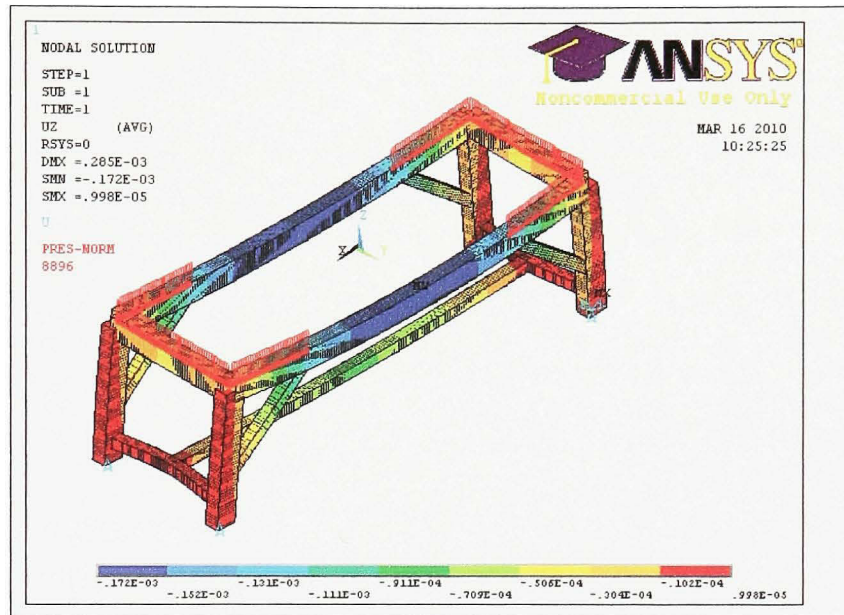 1
NODAL SOLUTION
STEP=1
SUB =1
TIME=1
UZ (AVG)
RSYS=0
DMX =.285E-03
SMN =-.172E-03
SMX =.998E-05
U
PRES-NORM
8896
ANSYS
Noncommercial Use Only
MAR 16 2010
10:25:25
Z
X
Y
MN
MX
-.172E-03
-.152E-03
-.131E-03
-.111E-03
-.911E-04
-.709E-04
-.506E-04
-.304E-04
-.102E-04
.998E-05